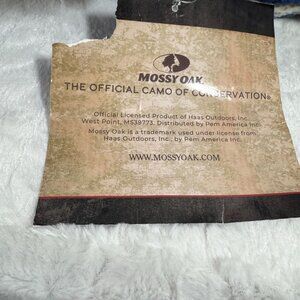 MOSSY OAK
THE OFFICIAL CAMO OF CONSERVATION®
Official Licensed Product of Haas Outdoors, Inc.
West Point, MS39773. Distributed by Pem America Inc.
Mossy Oak is a trademark used under license from
Haas Outdoors, Inc., by Pem America Inc.
WWW.MOSSYOAK.COM